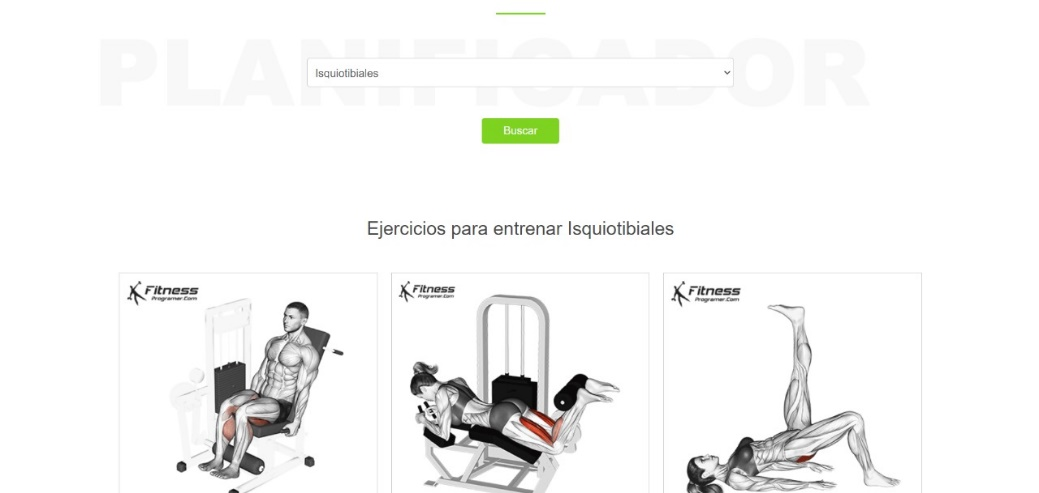 PLANIFICADOR
Isquiotibiales
Buscar
Ejercicios para entrenar Isquiotibiales
Fitness
Programer.Com
Fitness
Programer.Com
Fitness
Programer.Com